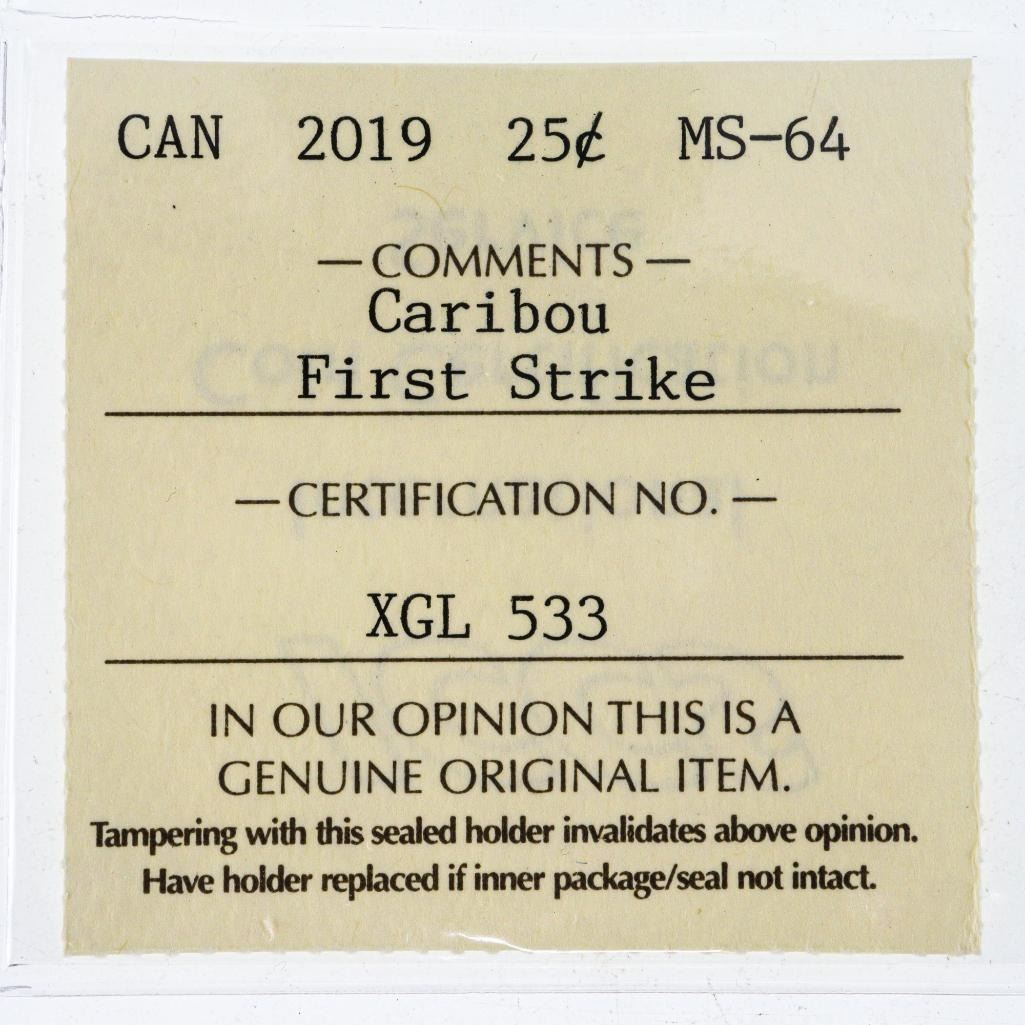 CAN 2019 25¢ MS-64
— COMMENTS —
Caribou
First Strike
— CERTIFICATION NO. —
XGL 533
IN OUR OPINION THIS IS A
GENUINE ORIGINAL ITEM.
Tampering with this sealed holder invalidates above opinion.
Have holder replaced if inner package/seal not intact.